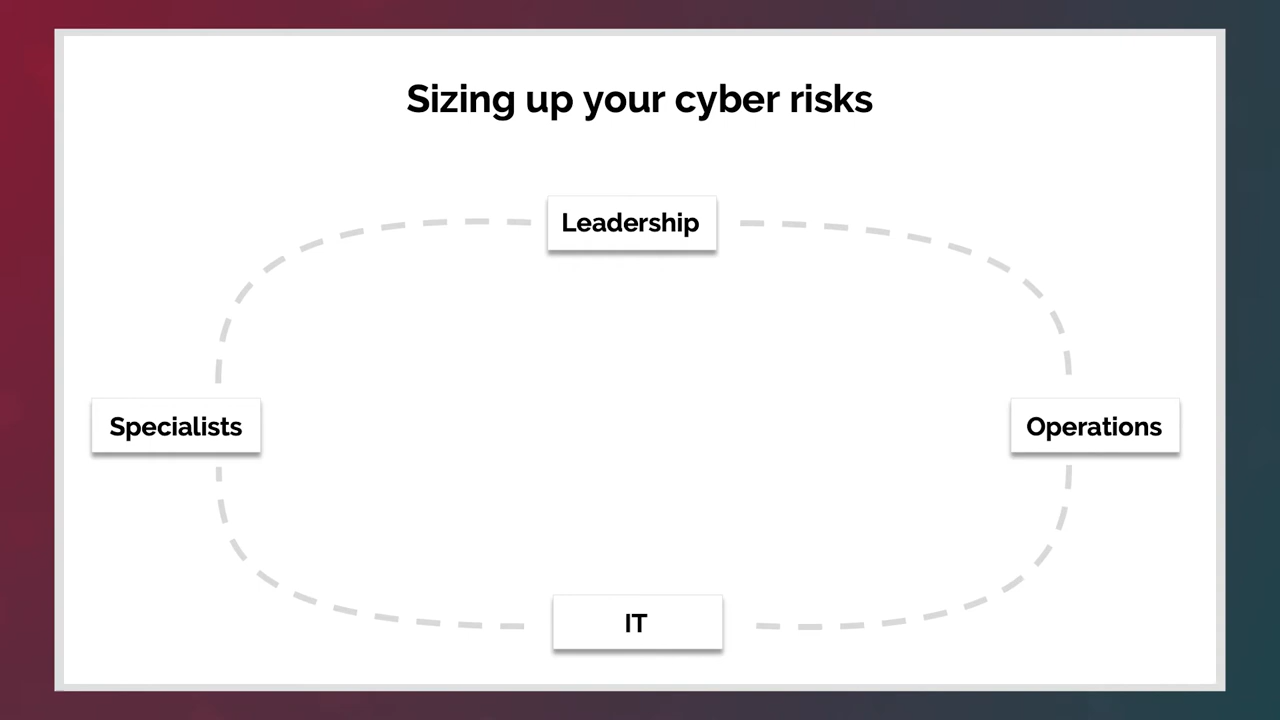 Sizing up your cyber risks
Leadership
Specialists
Operations
IT